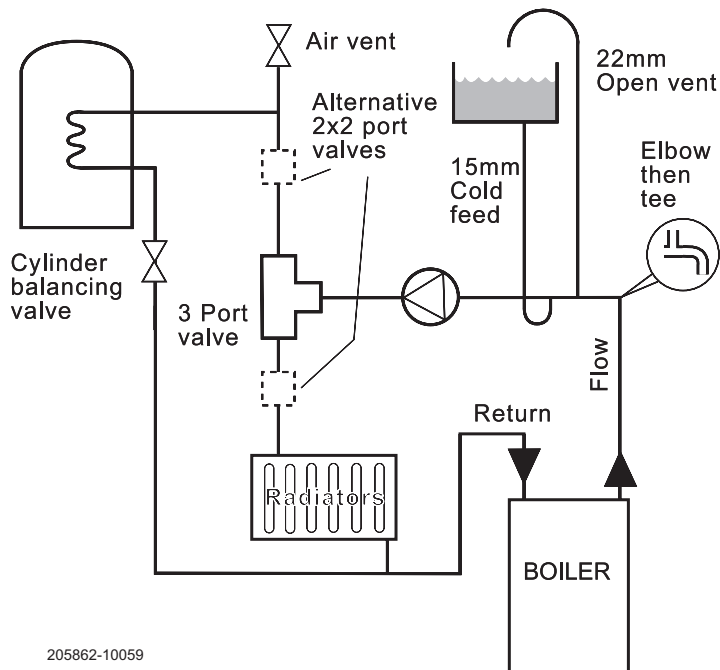 Air vent
22mm
Open vent
Alternative
2x2 port
valves
15mm
Cold
feed
Elbow
then
tee
Cylinder
balancing
valve
3 Port
valve
Flow
Return
Radiators
BOILER
205862-10059